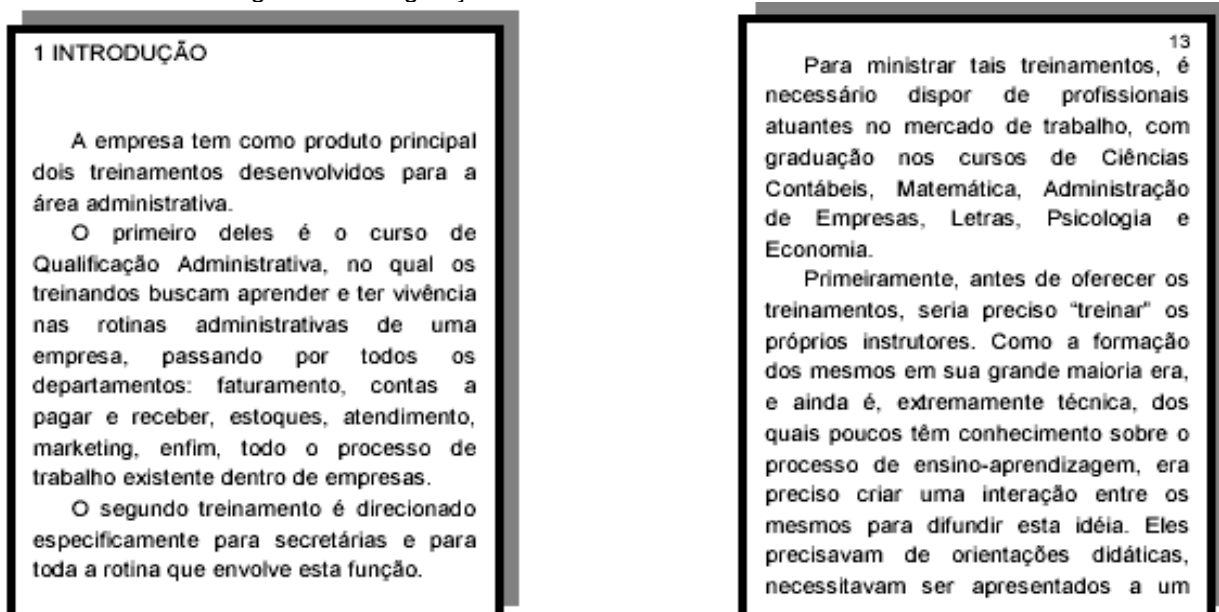 1 INTRODUÇÃO
A empresa tem como produto principal
dois treinamentos desenvolvidos para a
área administrativa.
O primeiro deles é o curso de
Qualificação Administrativa, no qual os
treinandos buscam aprender e ter vivência
nas rotinas administrativas de uma
empresa, passando por todos os
departamentos: faturamento, contas a
pagar e receber, estoques, atendimento,
marketing, enfim, todo o processo de
trabalho existente dentro de empresas.
O segundo treinamento é direcionado
especificamente para secretárias e para
toda a rotina que envolve esta função.
13
Para ministrar tais treinamentos, é
necessário dispor de profissionais
atuantes no mercado de trabalho, com
graduação nos cursos de Ciências
Contábeis, Matemática, Administração
de Empresas, Letras, Psicologia e
Economia.
Primeiramente, antes de oferecer os
treinamentos, seria preciso “treinar” os
próprios instrutores. Como a formação
dos mesmos em sua grande maioria era,
e ainda é, extremamente técnica, dos
quais poucos têm conhecimento sobre o
processo de ensino-aprendizagem, era
preciso criar uma interação entre os
mesmos para difundir esta idéia. Eles
precisavam de orientações didáticas,
necessitavam ser apresentados a um